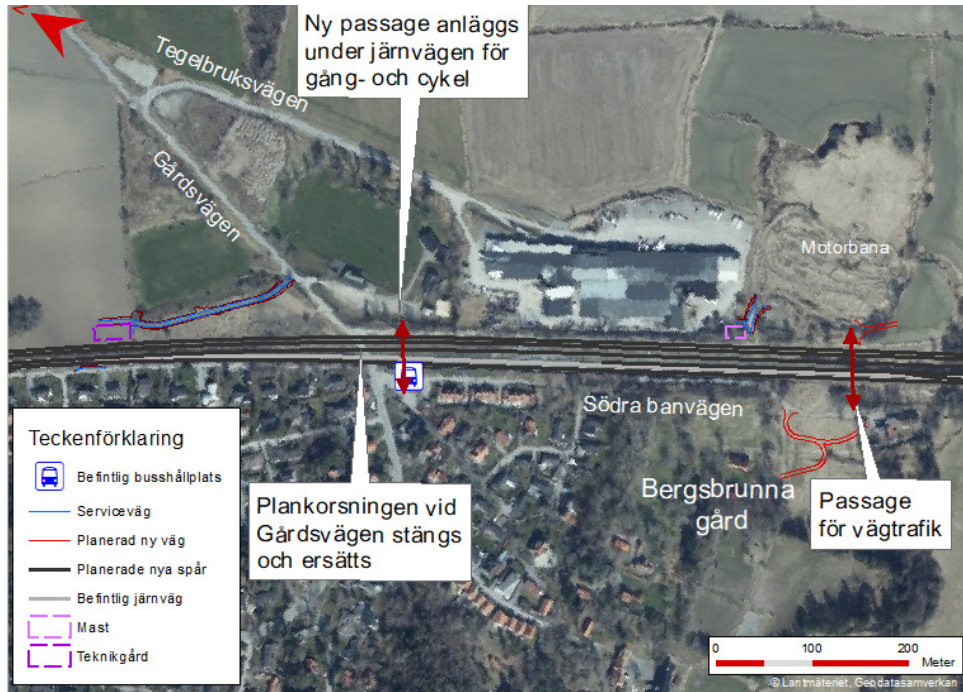 Ny passage anläggs
under järnvägen för
gång- och cykel
Tegelbruksvägen
Gårdsvägen
Motorbana
Södra banvägen
Bergsbrunna
gård
Plankorsningen vid
Gårdsvägen stängs
och ersätts
Passage
för vägtrafik
Teckenförklaring
Befintlig busshållplats
Serviceväg
Planerad ny väg
Planerade nya spår
Befintlig järnväg
Mast
Teknikgård
0 100 200
Meter
© Lantmäteriet, Geodatasamverkan